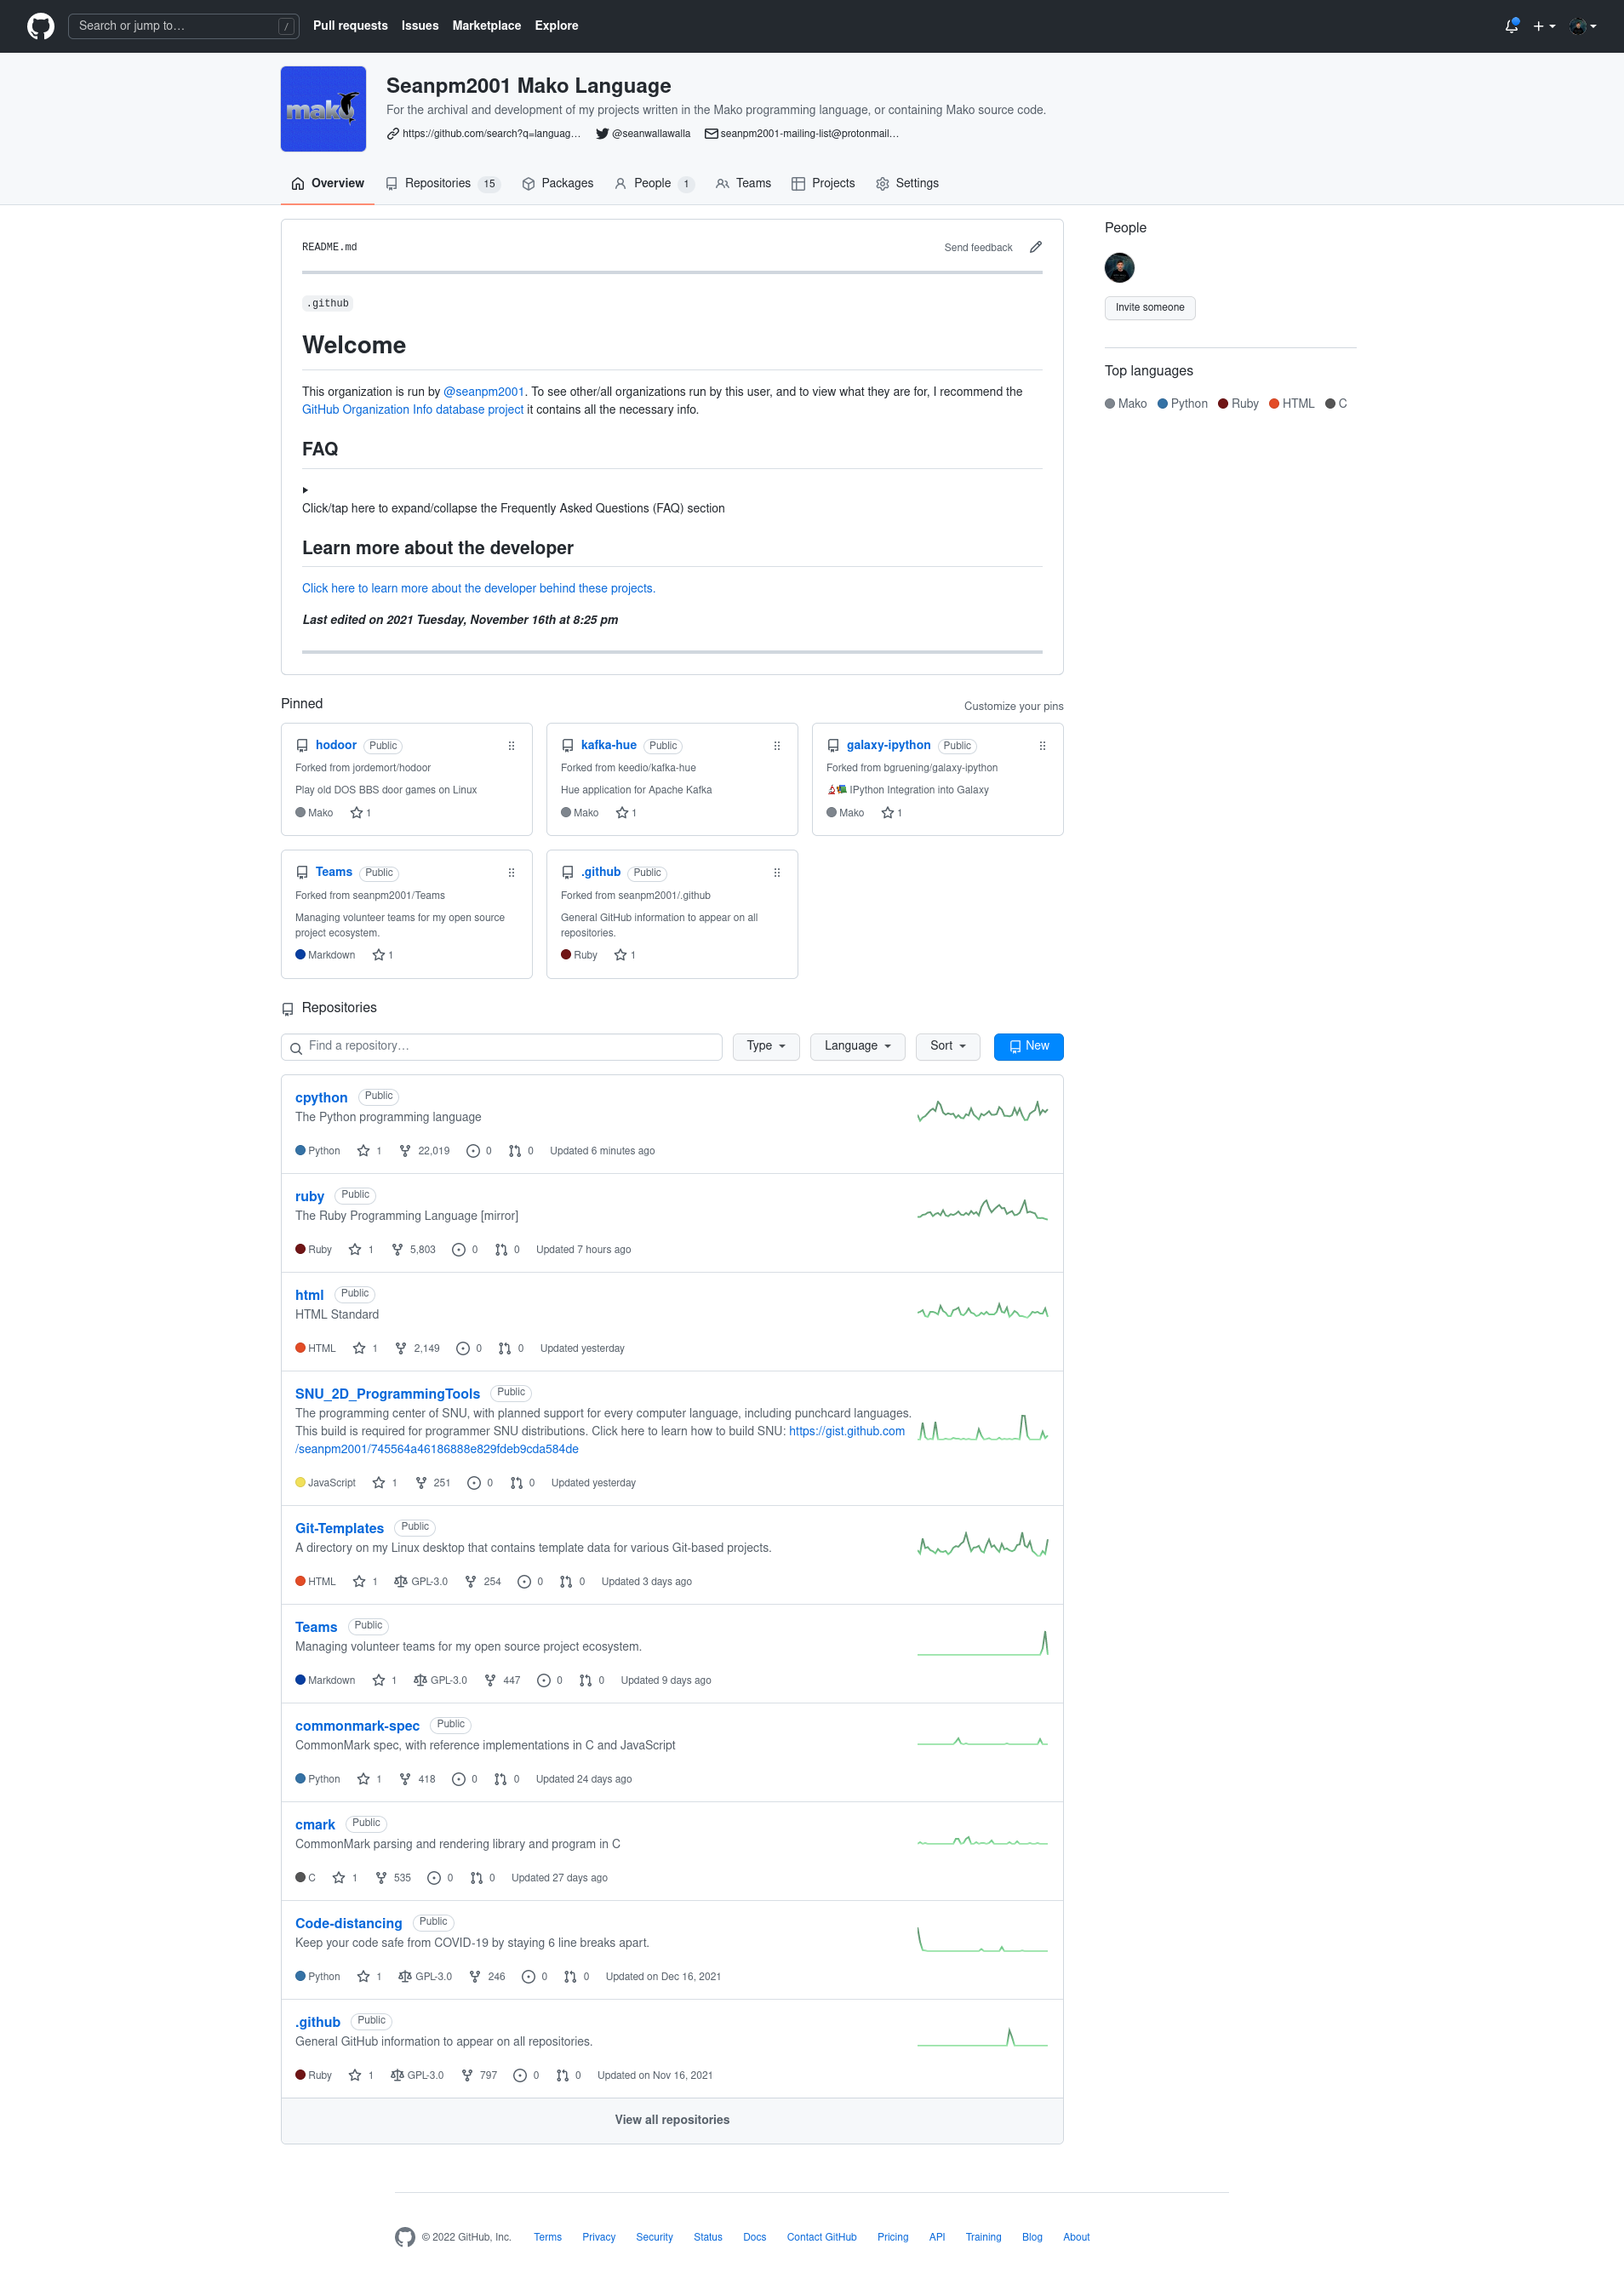 Search or jump to…
/
Pull requests
Issues
Marketplace
Explore
mako
Seanpm2001 Mako Language
For the archival and development of my projects written in the Mako programming language, or containing Mako source code.
https://github.com/search?q=languag… @seanwallawalla seanpm2001-mailing-list@protonmail…
Overview Repositories 15 Packages People 1 Teams Projects Settings
README.md
Send feedback
.github
Welcome
This organization is run by @seanpm2001. To see other/all organizations run by this user, and to view what they are for, I recommend the
GitHub Organization Info database project it contains all the necessary info.
FAQ
Click/tap here to expand/collapse the Frequently Asked Questions (FAQ) section
Learn more about the developer
Click here to learn more about the developer behind these projects.
Last edited on 2021 Tuesday, November 16th at 8:25 pm
People
Invite someone
Top languages
Mako Python Ruby HTML C
Pinned
Customize your pins
hodoor Public
Forked from jordemort/hodoor
Play old DOS BBS door games on Linux
Mako 1
kafka-hue Public
Forked from keedio/kafka-hue
Hue application for Apache Kafka
Mako 1
galaxy-ipython Public
Forked from bgruening/galaxy-ipython
IPython Integration into Galaxy
Mako 1
Teams Public
Forked from seanpm2001/Teams
Managing volunteer teams for my open source
project ecosystem.
Markdown 1
.github Public
Forked from seanpm2001/.github
General GitHub information to appear on all
repositories.
Ruby 1
Repositories
Find a repository…
Type Language Sort New
cpython Public
The Python programming language
Python 1 22,019 0 0 Updated 6 minutes ago
ruby Public
The Ruby Programming Language [mirror]
Ruby 1 5,803 0 0 Updated 7 hours ago
html Public
HTML Standard
HTML 1 2,149 0 0 Updated yesterday
SNU_2D_ProgrammingTools Public
The programming center of SNU, with planned support for every computer language, including punchcard languages.
This build is required for programmer SNU distributions. Click here to learn how to build SNU: https://gist.github.com
/seanpm2001/745564a46186888e829fdeb9cda584de
JavaScript 1 251 0 0 Updated yesterday
Git-Templates Public
A directory on my Linux desktop that contains template data for various Git-based projects.
HTML 1 GPL-3.0 254 0 0 Updated 3 days ago
Teams Public
Managing volunteer teams for my open source project ecosystem.
Markdown 1 GPL-3.0 447 0 0 Updated 9 days ago
commonmark-spec Public
CommonMark spec, with reference implementations in C and JavaScript
Python 1 418 0 0 Updated 24 days ago
cmark Public
CommonMark parsing and rendering library and program in C
C 1 535 0 0 Updated 27 days ago
Code-distancing Public
Keep your code safe from COVID-19 by staying 6 line breaks apart.
Python 1 GPL-3.0 246 0 0 Updated on Dec 16, 2021
.github Public
General GitHub information to appear on all repositories.
Ruby 1 GPL-3.0 797 0 0 Updated on Nov 16, 2021
View all repositories
© 2022 GitHub, Inc. Terms Privacy Security Status Docs Contact GitHub Pricing API Training Blog About